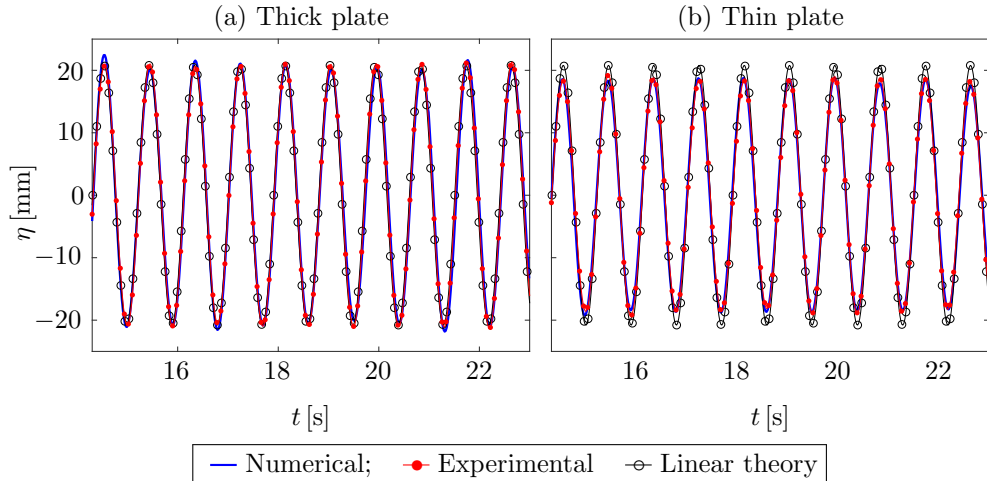 (a) Thick plate
(b) Thin plate
20
10
0
−10
−20
η [mm]
16 18 20 22
16 18 20 22
t [s]
t [s]
Numerical; Experimental Linear theory